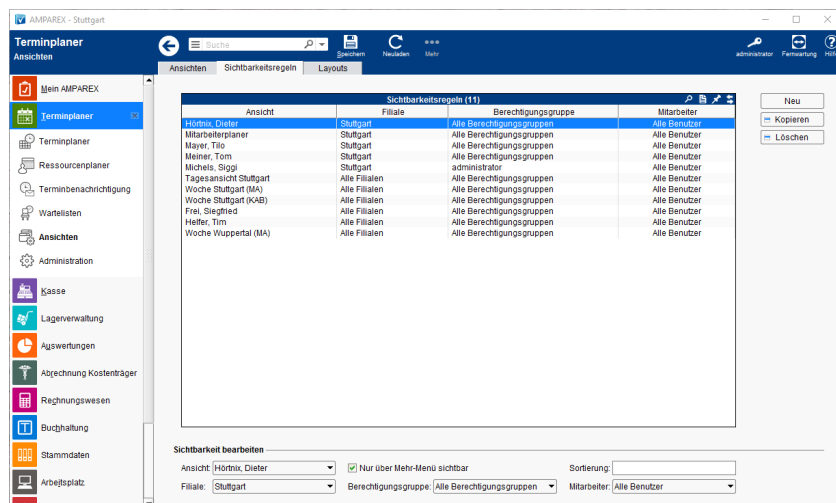 AMPAREX - Stuttgart
Terminplaner
Ansichten
Suche
Speichern
Neuladen
Mehr
administrator
Fernwartung
Hilfe
Ansichten Sichtbarkeitsregeln Layouts
Mein AMPAREX
Terminplaner
Terminplaner
Ressourcenplaner
Terminbenachrichtigung
Wartelisten
Ansichten
Administration
Kasse
Lagerverwaltung
Auswertungen
Abrechnung Kostenträger
Rechnungswesen
Buchhaltung
Stammdaten
Arbeitsplatz
Sichtbarkeitsregeln (11)
Ansicht Filiale Berechtigungsgruppe Mitarbeiter
Hörtnix, Dieter Stuttgart Alle Berechtigungsgruppen Alle Benutzer
Mitarbeiterplaner Stuttgart Alle Berechtigungsgruppen Alle Benutzer
Mayer, Tilo Stuttgart Alle Berechtigungsgruppen Alle Benutzer
Meiner, Tom Stuttgart Alle Berechtigungsgruppen Alle Benutzer
Michels, Siggi Stuttgart administrator Alle Benutzer
Tagesansicht Stuttgart Alle Filialen Alle Berechtigungsgruppen Alle Benutzer
Woche Stuttgart (MA) Alle Filialen Alle Berechtigungsgruppen Alle Benutzer
Woche Stuttgart (KAB) Alle Filialen Alle Berechtigungsgruppen Alle Benutzer
Frei, Siegfried Alle Filialen Alle Berechtigungsgruppen Alle Benutzer
Helfer, Tim Alle Filialen Alle Berechtigungsgruppen Alle Benutzer
Woche Wuppertal (MA) Alle Filialen Alle Berechtigungsgruppen Alle Benutzer
Neu
Kopieren
Löschen
Sichtbarkeit bearbeiten
Ansicht: Hörtnix, Dieter Nur über Mehr-Menü sichtbar Sortierung:
Filiale: Stuttgart Berechtigungsgruppe: Alle Berechtigungsgruppen Mitarbeiter: Alle Benutzer